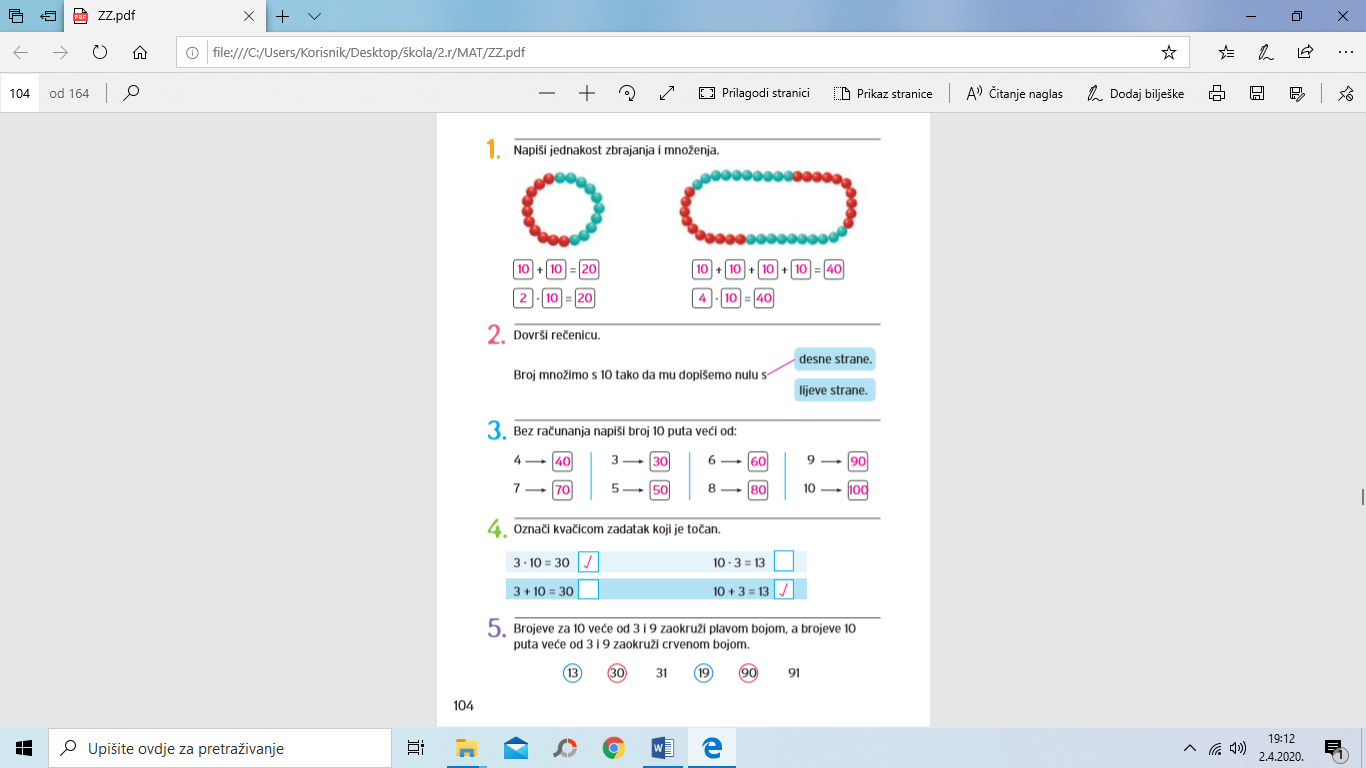 ZZ.pdf
file:///C:/Users/Korisnik/Desktop/škola/2.r/MAT/ZZ.pdf
104 od 164 Prilagodi stranici Prikaz stranice Čitanje naglas Dodaj bilješke
1. Napiši jednakost zbrajanja i množenja.
10 + 10 = 20 10 + 10 + 10 + 10 = 40
2 · 10 = 20 4 · 10 = 40
2. Dovrši rečenicu.
desne strane.
Broj množimo s 10 tako da mu dopišemo nulu s
lijeve strane.
3. Bez računanja napiši broj 10 puta veći od:
4 → 40 3 → 30 6 → 60 9 → 90
7 → 70 5 → 50 8 → 80 10 → 100
4. Označi kvačicom zadatak koji je točan.
3 · 10 = 30 √ 10 · 3 = 13
3 + 10 = 30 10 + 3 = 13 √
5. Brojeve za 10 veće od 3 i 9 zaokruži plavom bojom, a brojeve 10
puta veće od 3 i 9 zaokruži crvenom bojom.
13 30 31 19 90 91
104
Upišite ovdje za pretraživanje
19:12
2.4.2020.
1